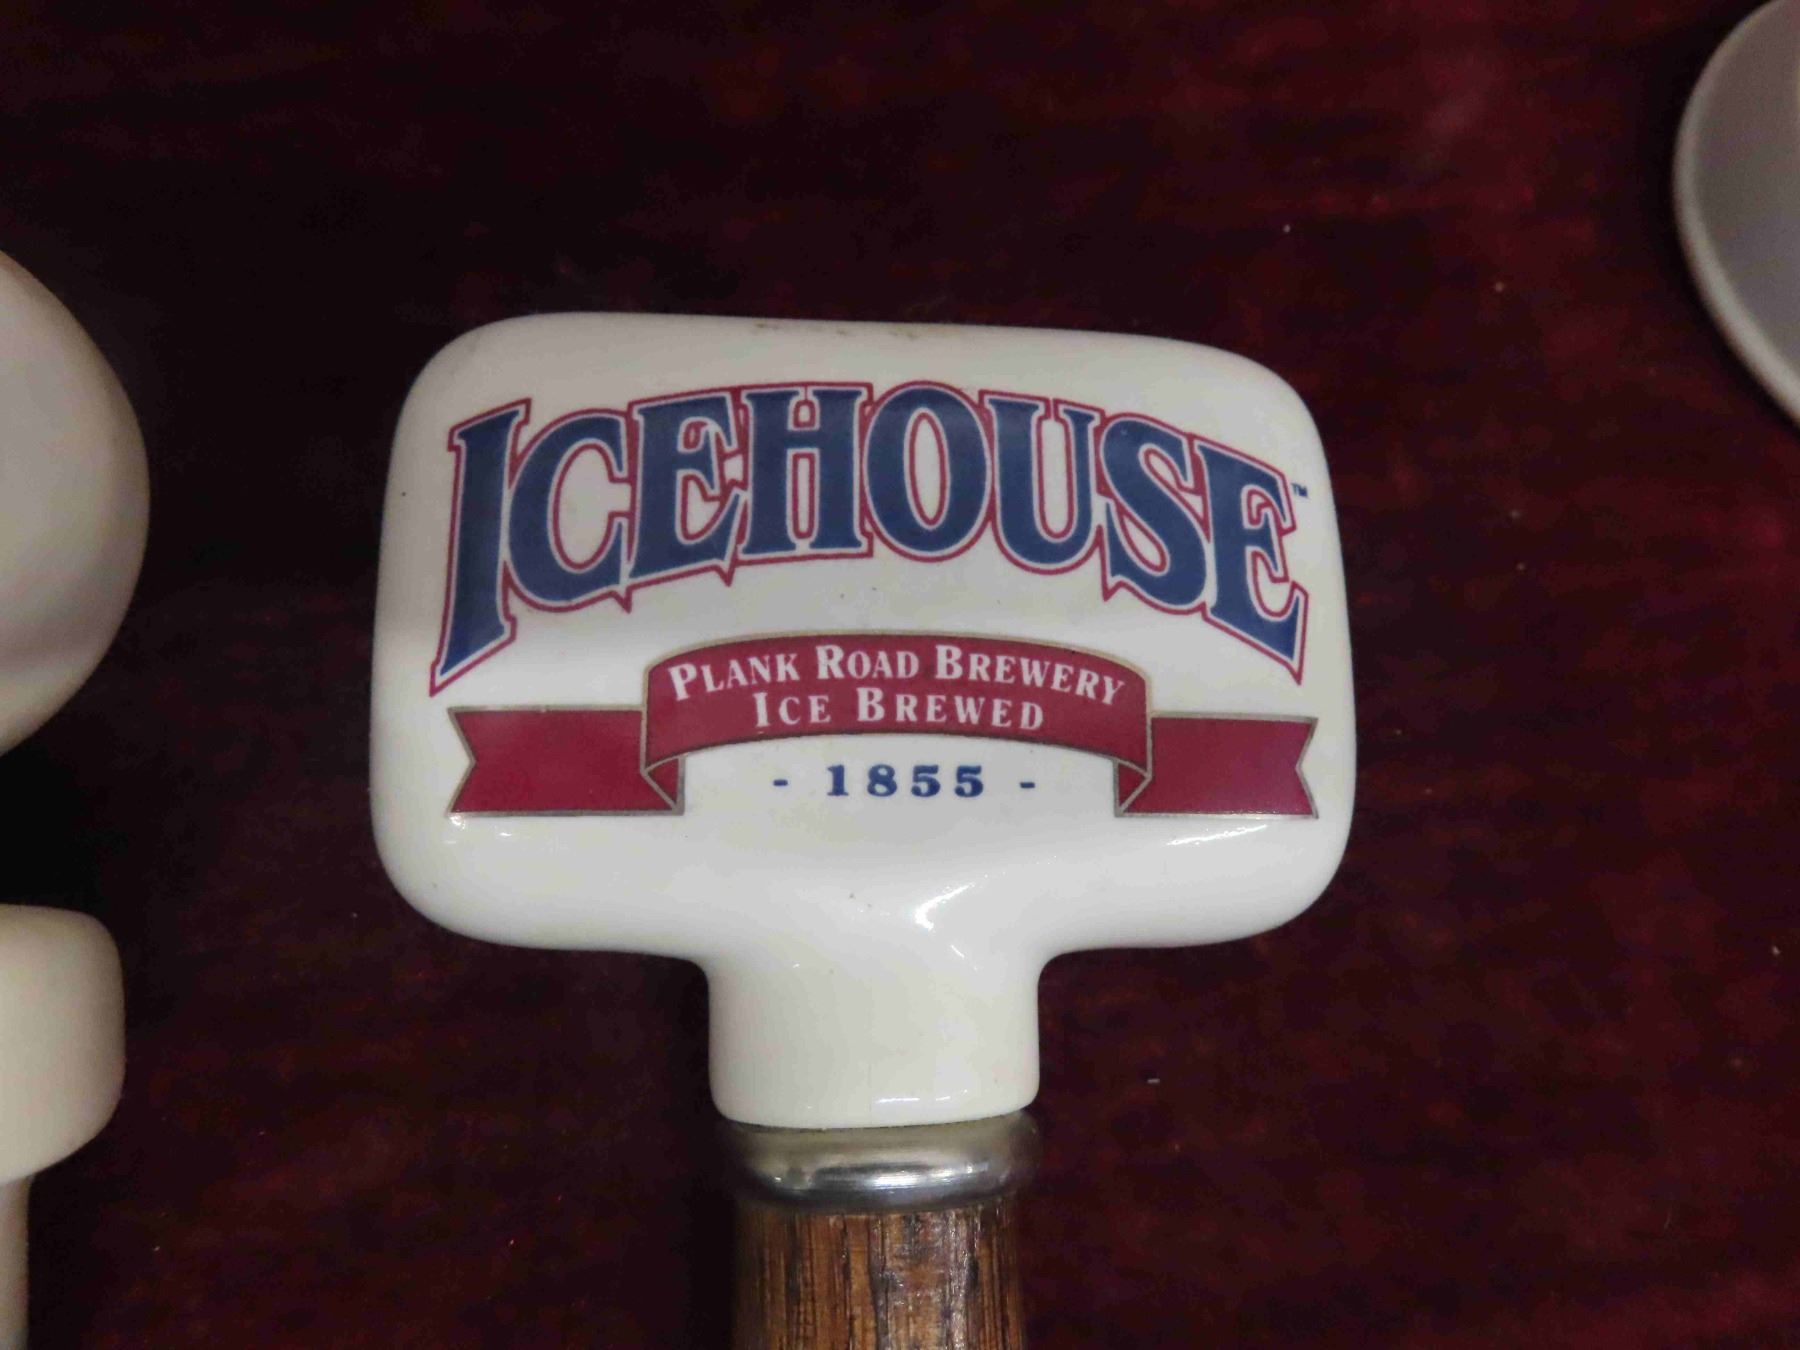 ICEHOUSE™
PLANK ROAD BREWERY
ICE BREWED
- 1855 -